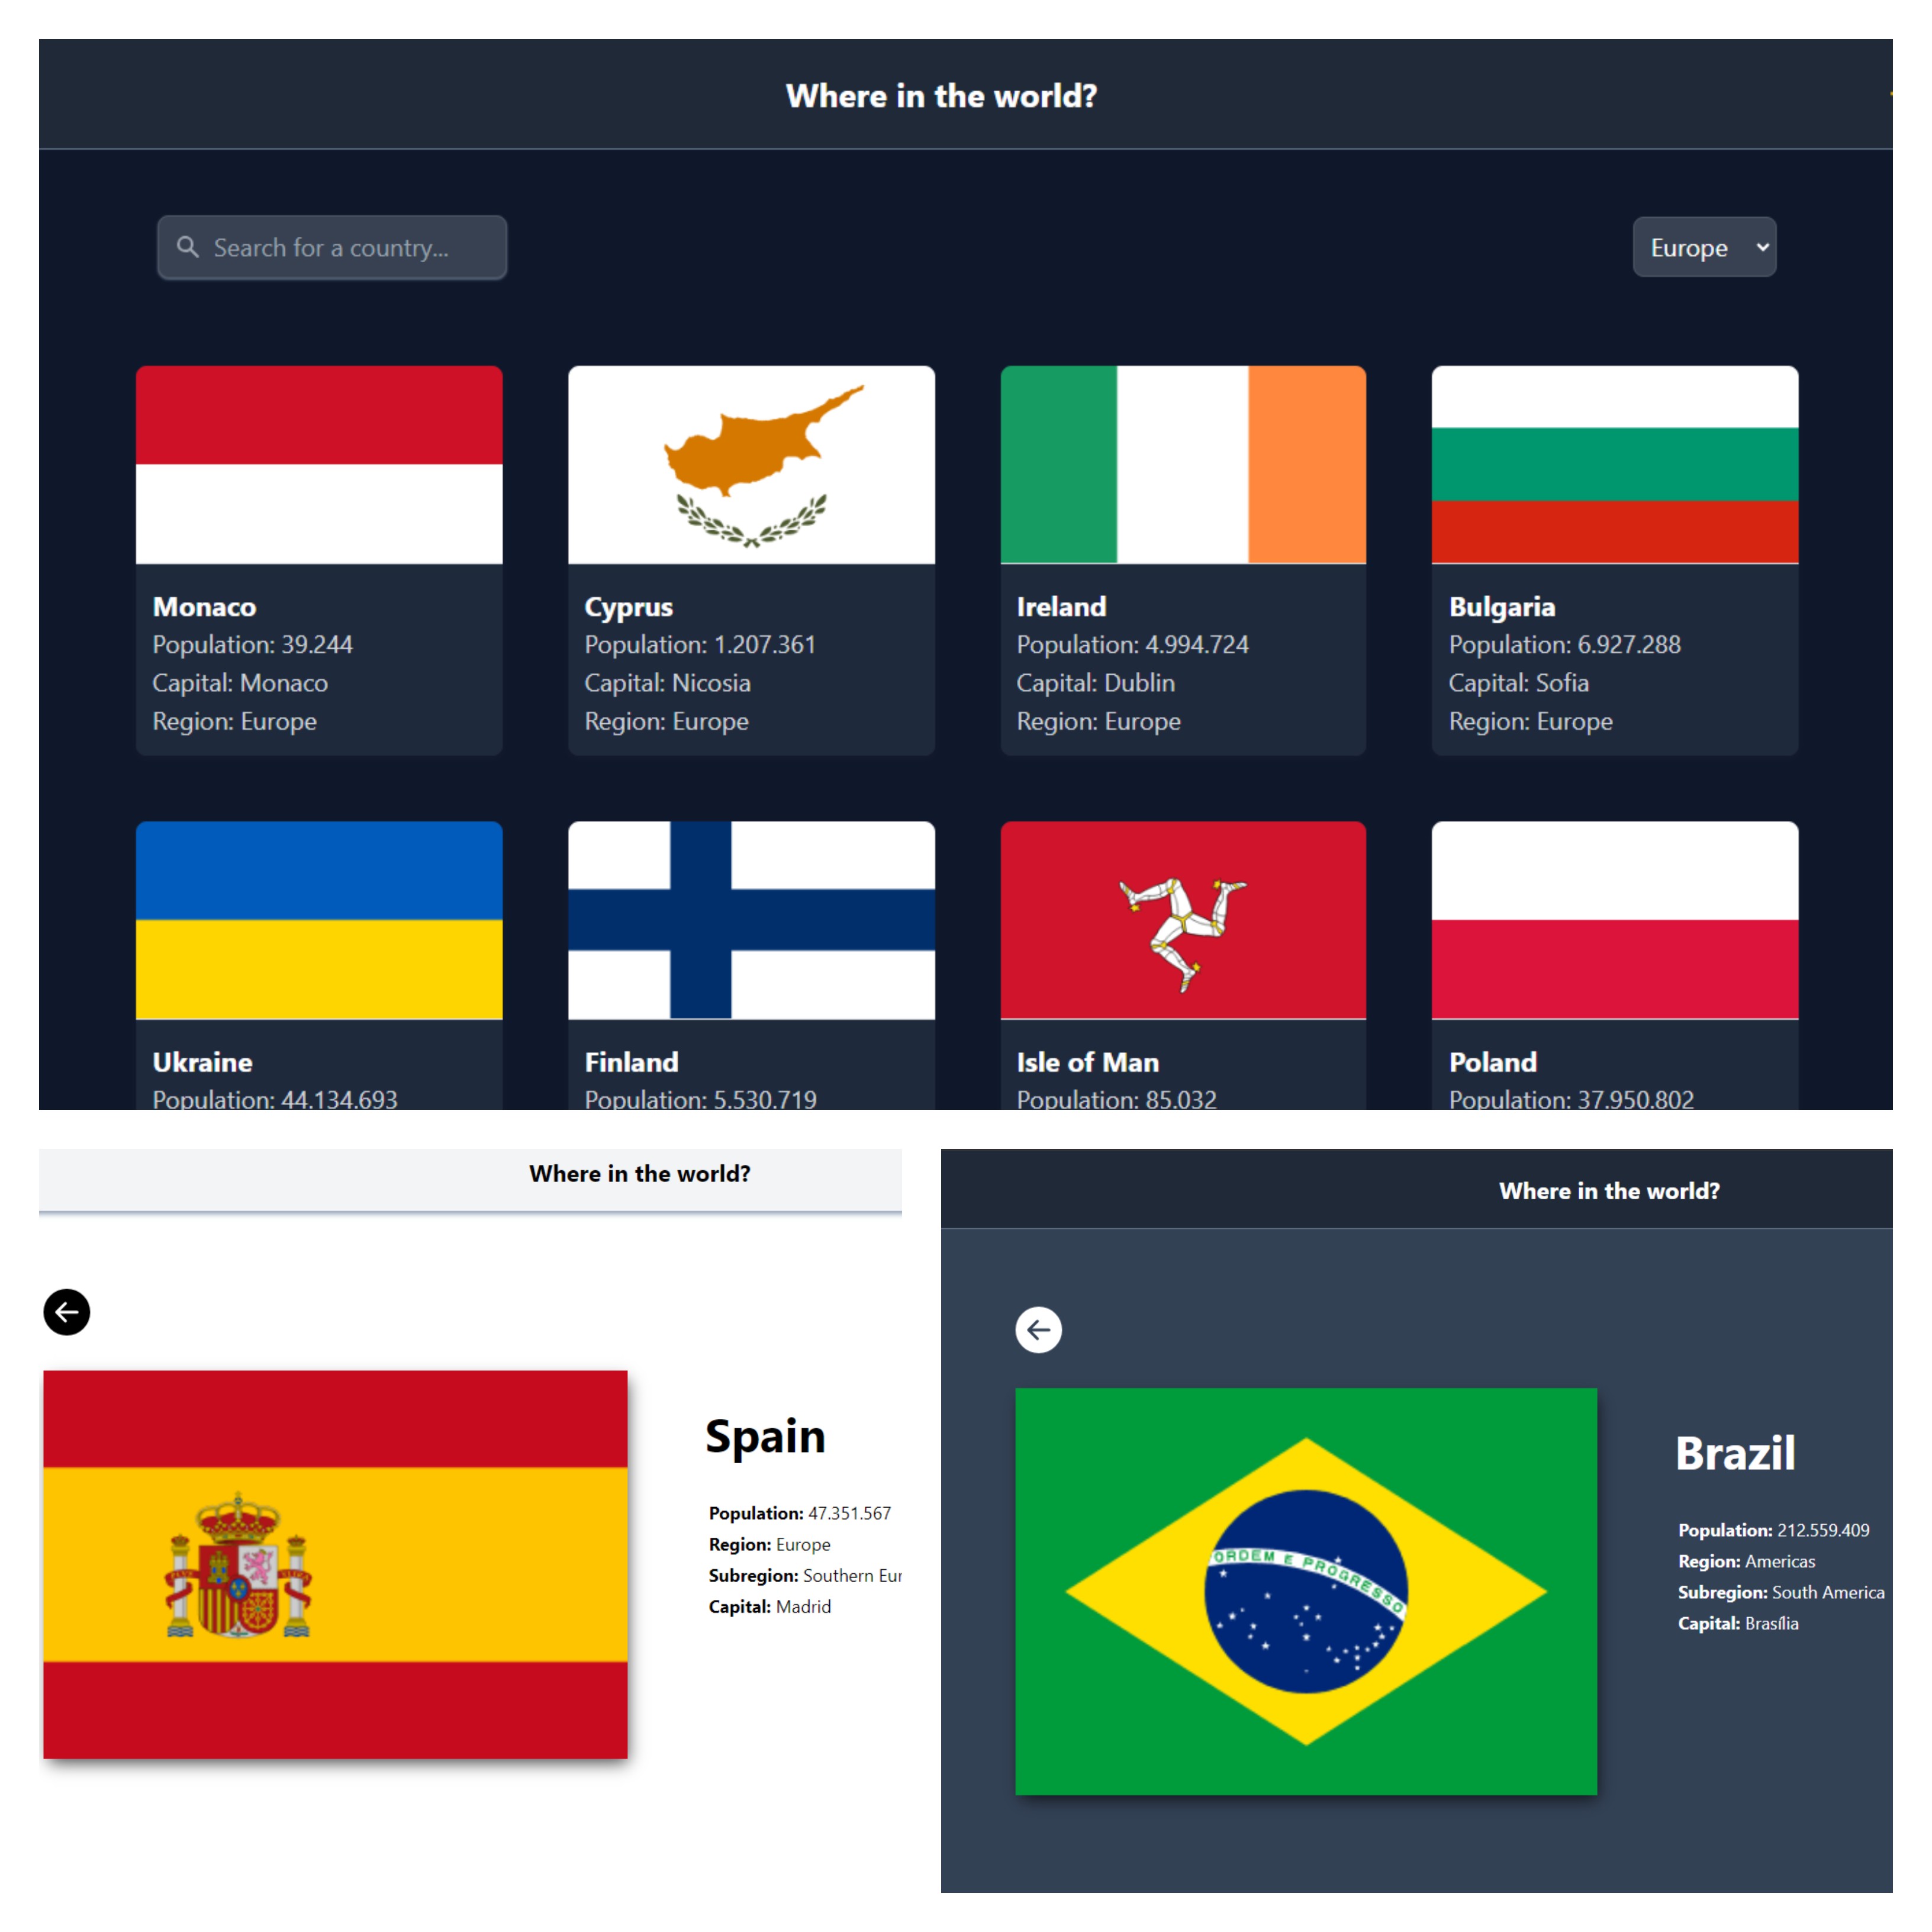 Where in the world?
Search for a country...
Europe
Monaco
Population: 39.244
Capital: Monaco
Region: Europe
Cyprus
Population: 1.207.361
Capital: Nicosia
Region: Europe
Ireland
Population: 4.994.724
Capital: Dublin
Region: Europe
Bulgaria
Population: 6.927.288
Capital: Sofia
Region: Europe
Ukraine
Population: 44.134.693
Finland
Population: 5.530.719
Isle of Man
Population: 85.032
Poland
Population: 37.950.802
Where in the world?
Spain
Population: 47.351.567
Region: Europe
Subregion: Southern Eur
Capital: Madrid
Where in the world?
ORDEM E PROGRESSO
Brazil
Population: 212.559.409
Region: Americas
Subregion: South America
Capital: Brasília